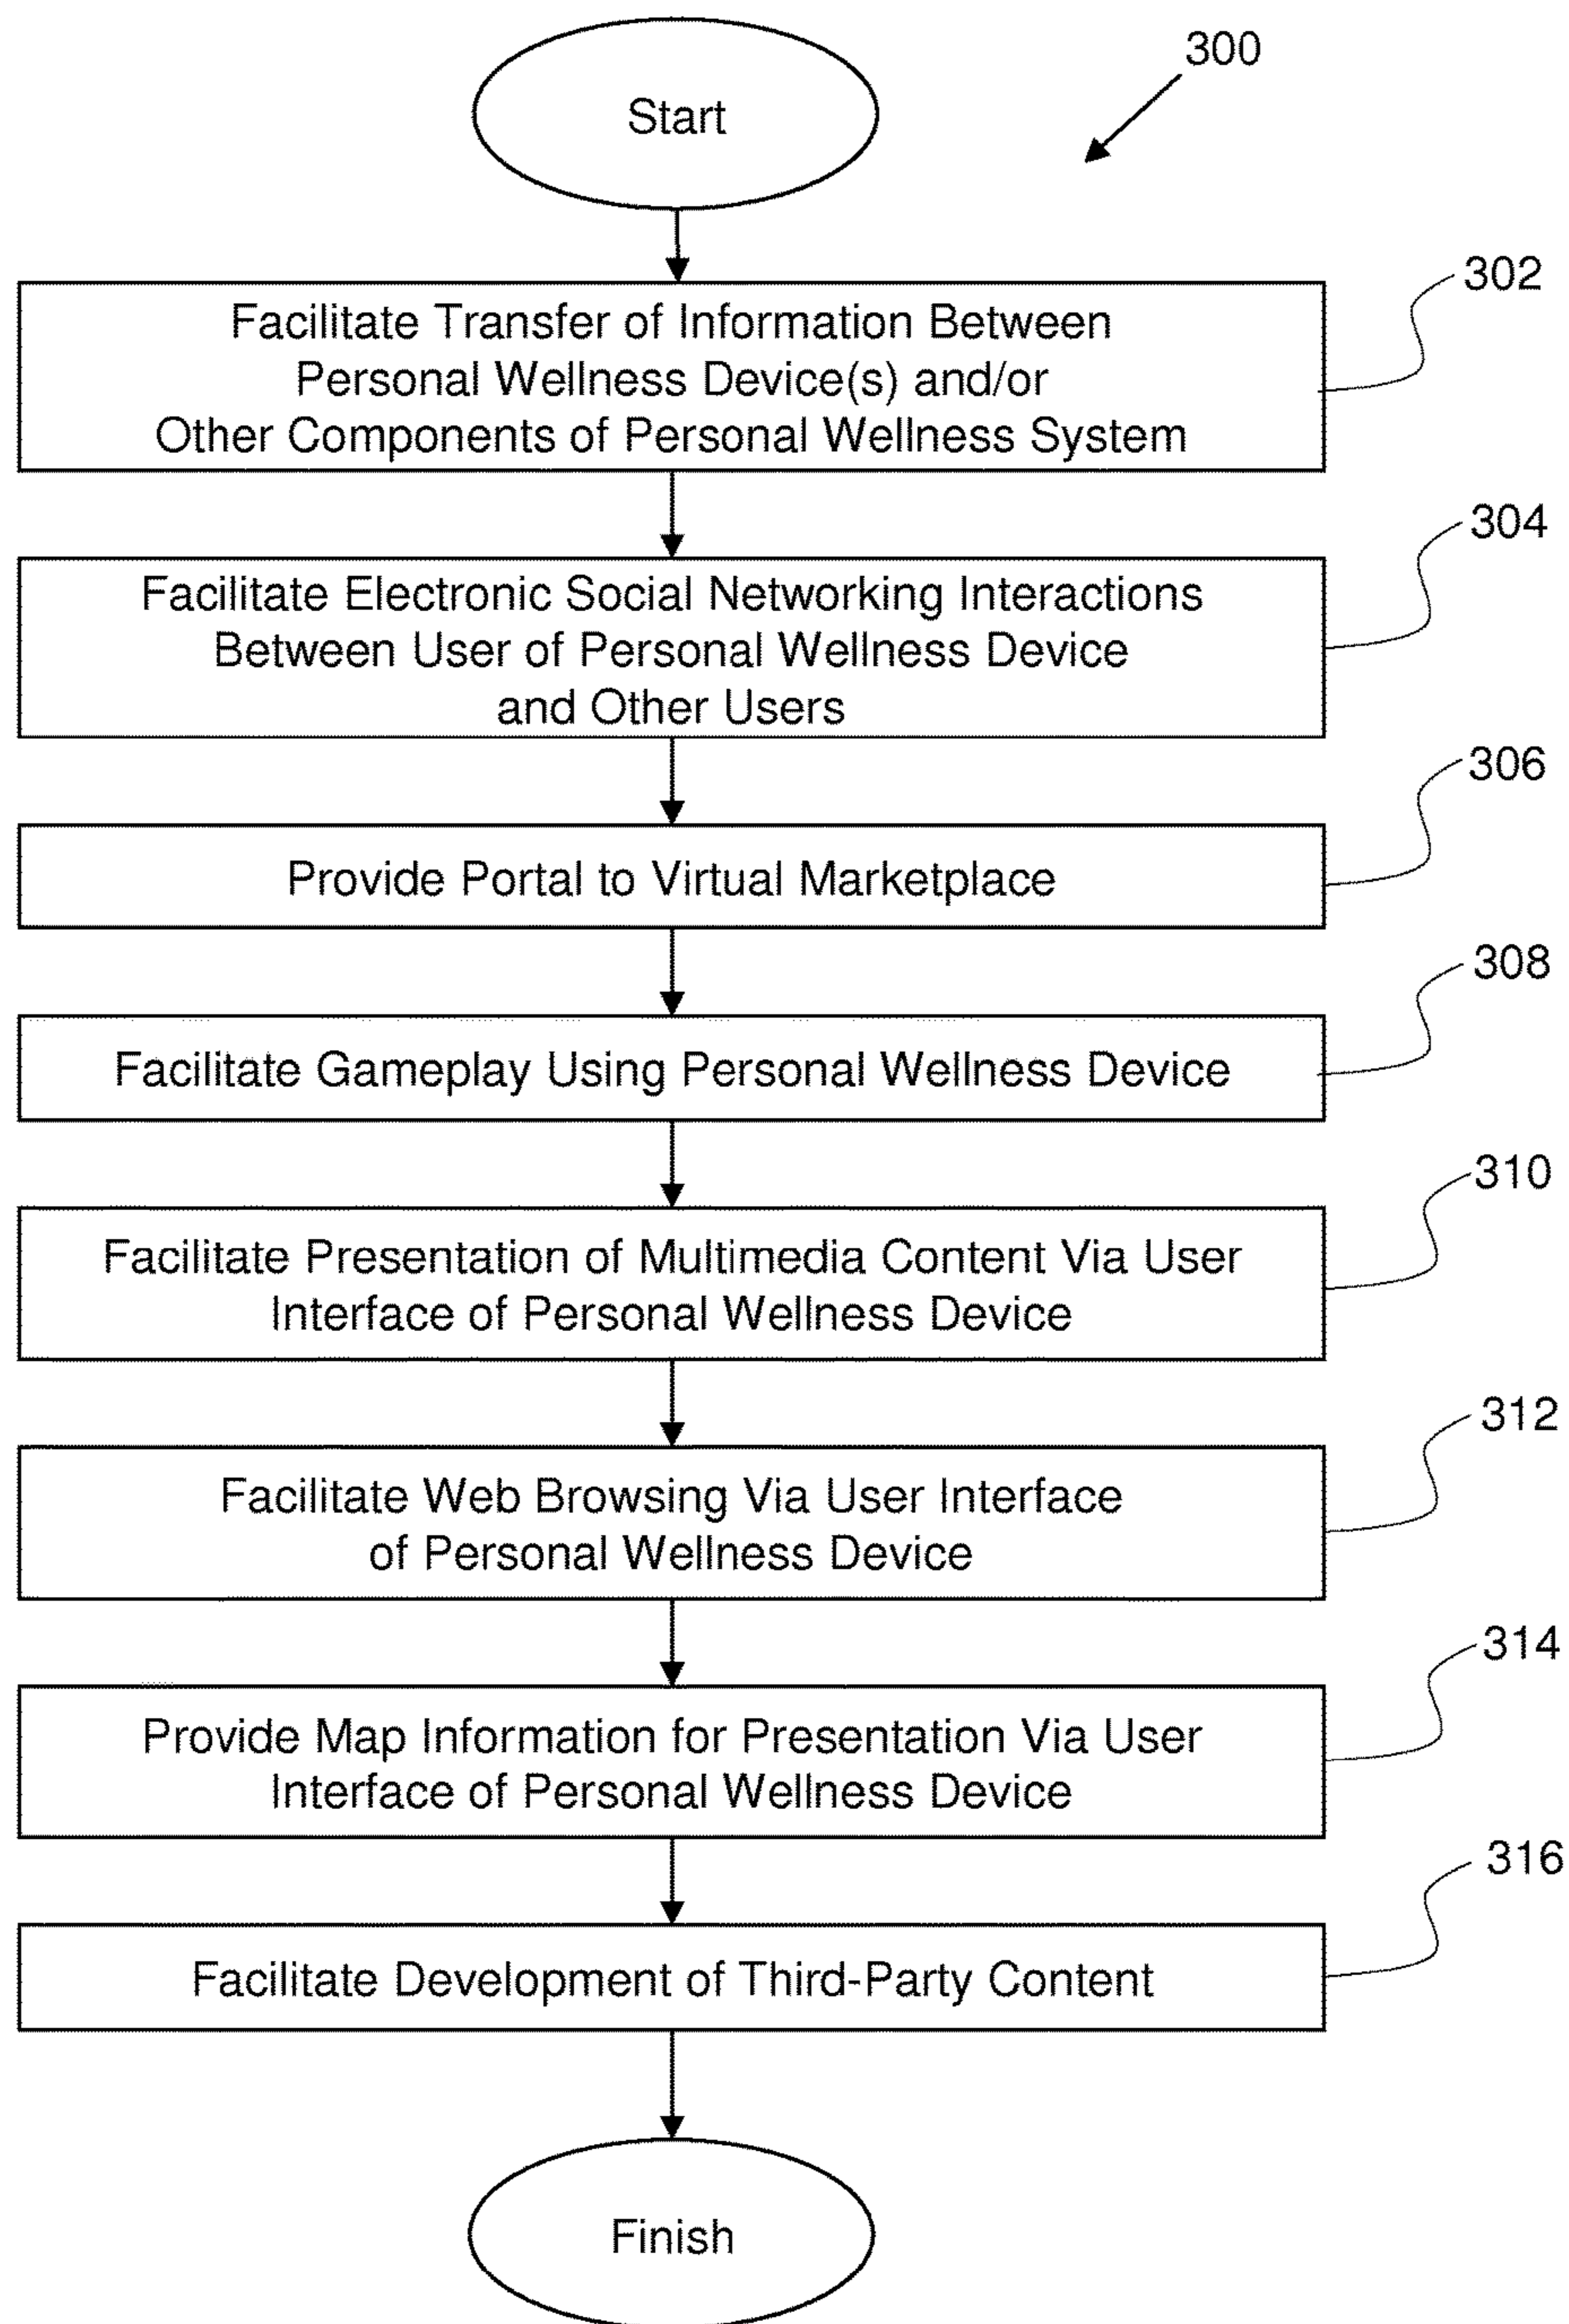 Start
300
Facilitate Transfer of Information Between
Personal Wellness Device(s) and/or
Other Components of Personal Wellness System
302
Facilitate Electronic Social Networking Interactions
Between User of Personal Wellness Device
and Other Users
304
Provide Portal to Virtual Marketplace
306
Facilitate Gameplay Using Personal Wellness Device
308
Facilitate Presentation of Multimedia Content Via User
Interface of Personal Wellness Device
310
Facilitate Web Browsing Via User Interface
of Personal Wellness Device
312
Provide Map Information for Presentation Via User
Interface of Personal Wellness Device
314
Facilitate Development of Third-Party Content
316
Finish